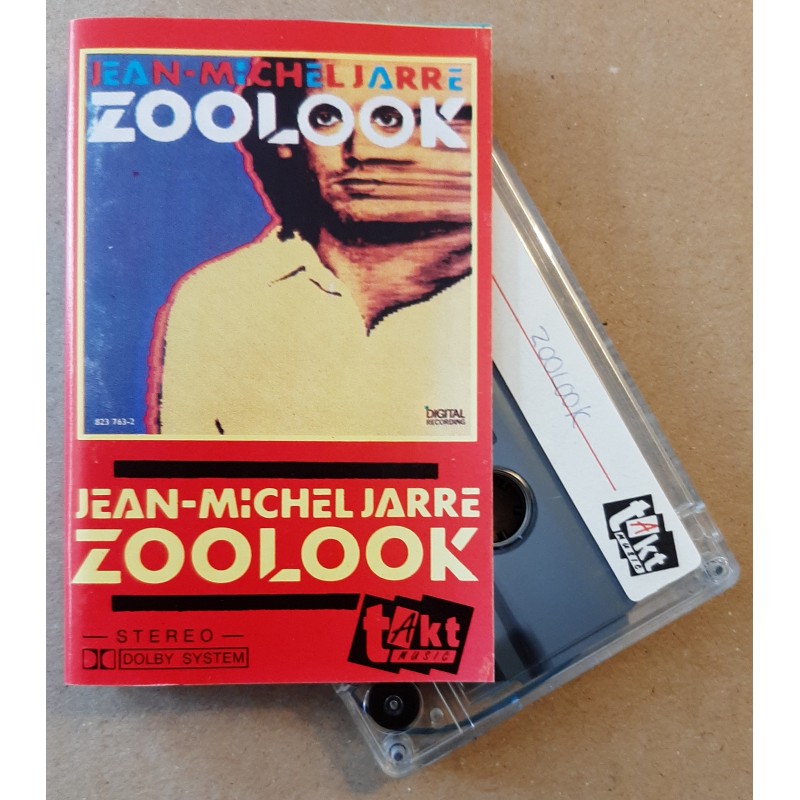 JEAN-MiCHEL JARRE
ZOOLOOK
823 763-2
DIGITAL
RECORDING
JEAN-MiCHEL JARRE
ZOOLOOK
— STEREO —
DOLBY SYSTEM
tAkt
MUSIC
ZOOLOOK
tAkt
MUSIC